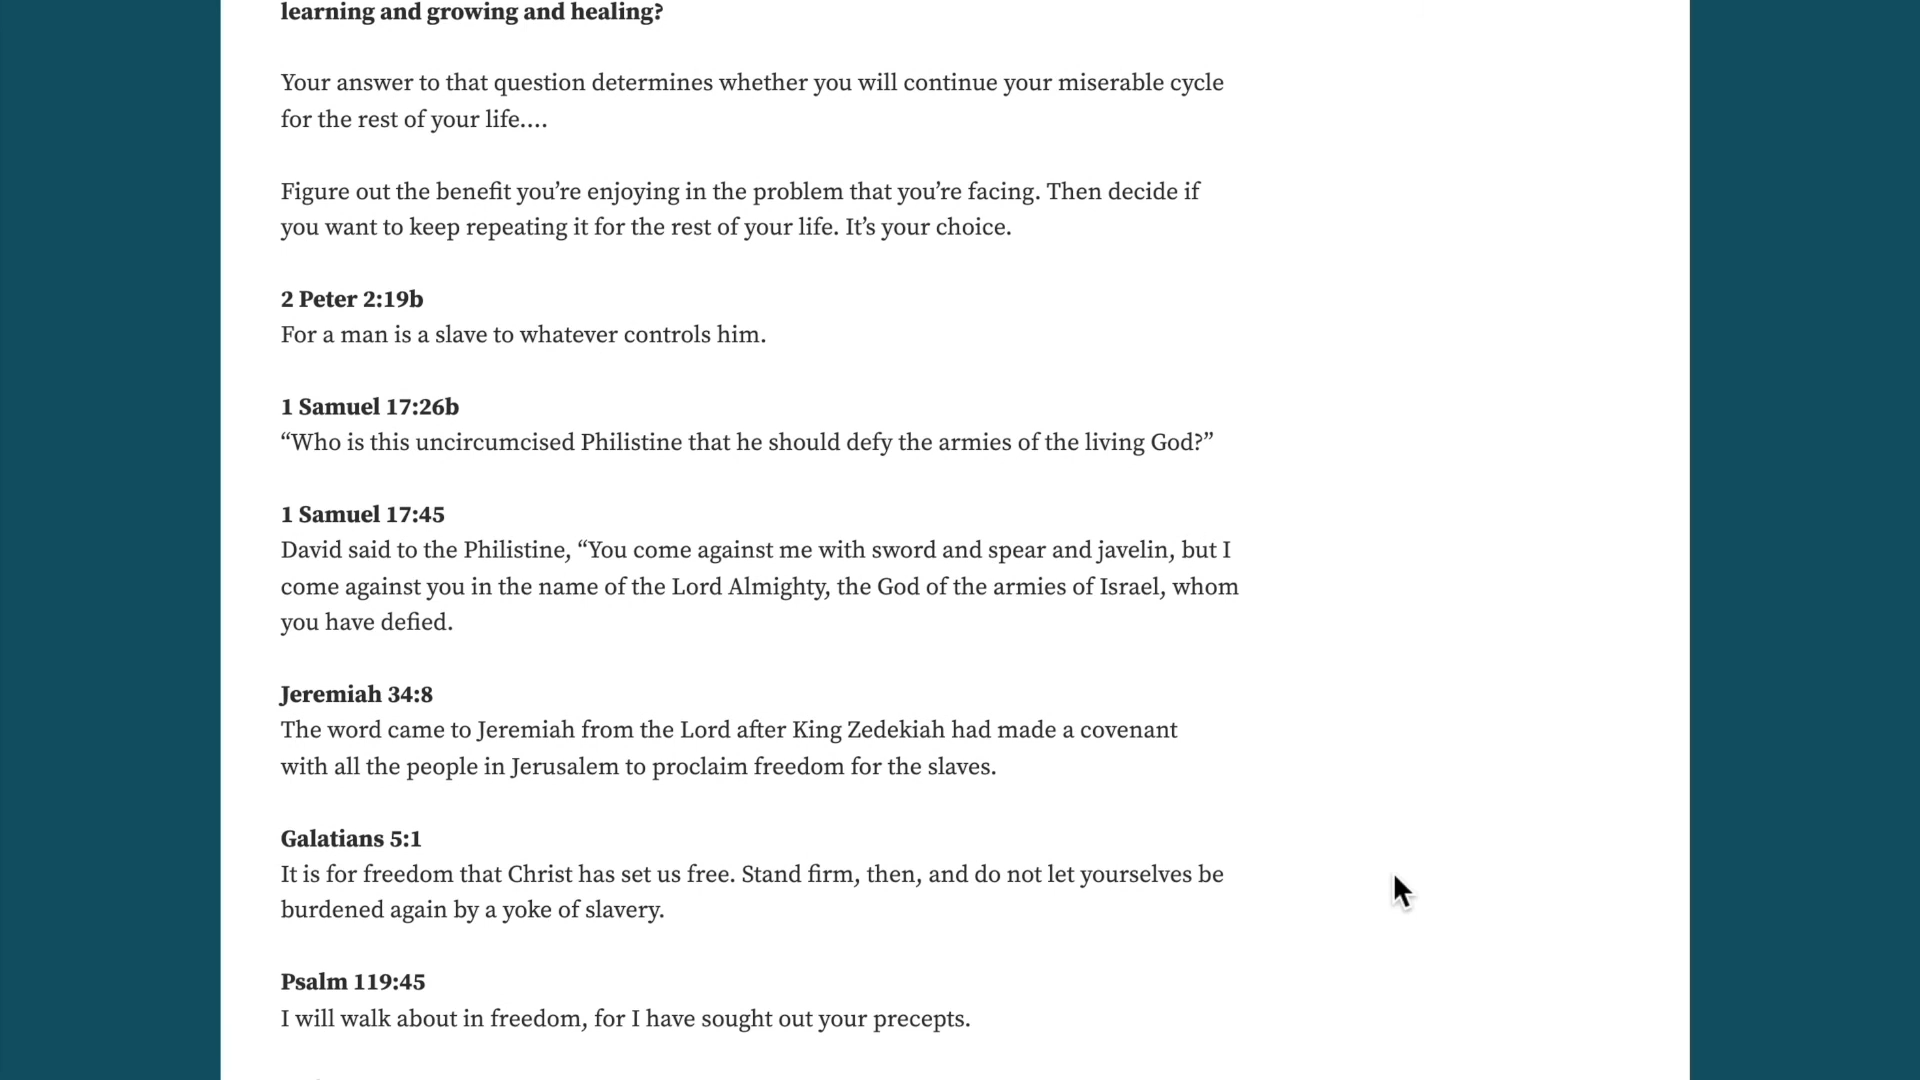 learning and growing and healing?
Your answer to that question determines whether you will continue your miserable cycle
for the rest of your life....
Figure out the benefit you’re enjoying in the problem that you’re facing. Then decide if
you want to keep repeating it for the rest of your life. It’s your choice.
2 Peter 2:19b
For a man is a slave to whatever controls him.
1 Samuel 17:26b
“Who is this uncircumcised Philistine that he should defy the armies of the living God?”
1 Samuel 17:45
David said to the Philistine, “You come against me with sword and spear and javelin, but I
come against you in the name of the Lord Almighty, the God of the armies of Israel, whom
you have defied.
Jeremiah 34:8
The word came to Jeremiah from the Lord after King Zedekiah had made a covenant
with all the people in Jerusalem to proclaim freedom for the slaves.
Galatians 5:1
It is for freedom that Christ has set us free. Stand firm, then, and do not let yourselves be
burdened again by a yoke of slavery.
Psalm 119:45
I will walk about in freedom, for I have sought out your precepts.